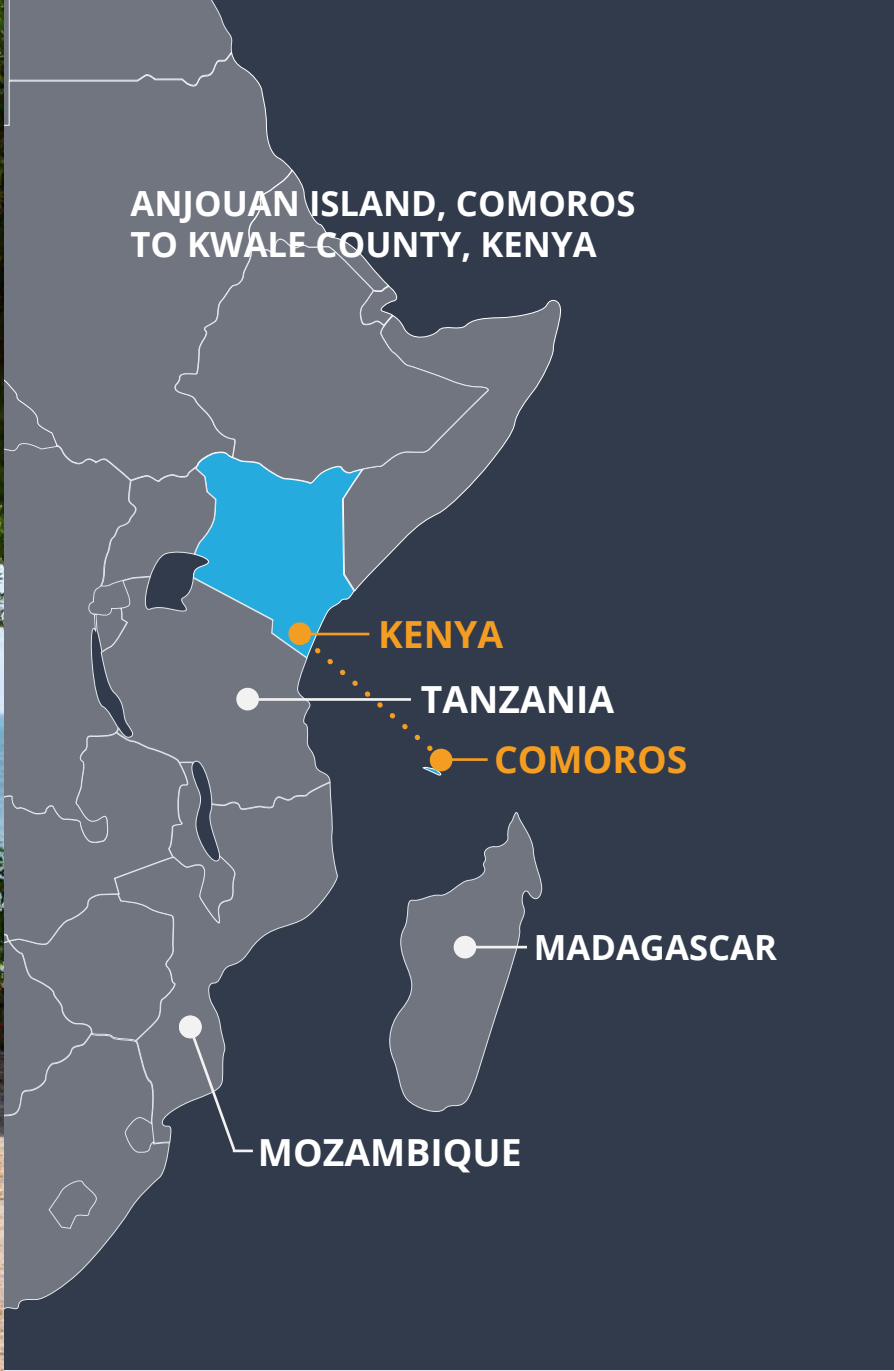 ANJOUAN ISLAND, COMOROS
TO KWALE COUNTY, KENYA
KENYA
TANZANIA
COMOROS
MADAGASCAR
MOZAMBIQUE